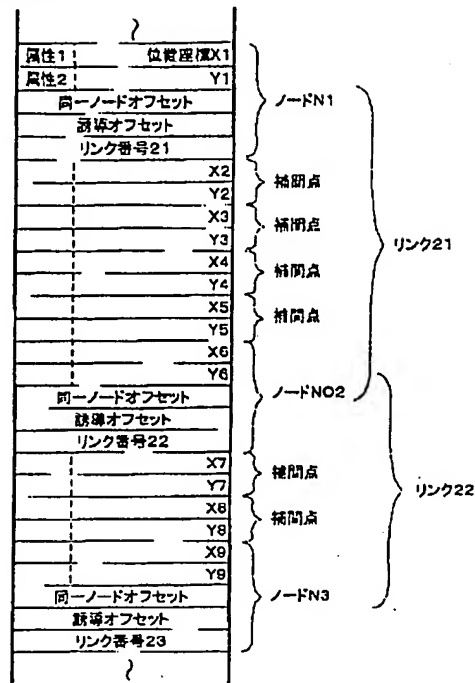 属性1 位置座標X1 ノードN1
属性2 Y1
同一ノードオフセット
誘導オフセット
リンク番号21
X2 補間点
Y2
X3 補間点
Y3
リンク21
X4 補間点
Y4
X5 補間点
Y5
X6
Y6
同一ノードオフセット ノードNO2
誘導オフセット
リンク番号22
X7 補間点
Y7
リンク22
X8 補間点
Y8
X9
Y9
同一ノードオフセット ノードN3
誘導オフセット
リンク番号23